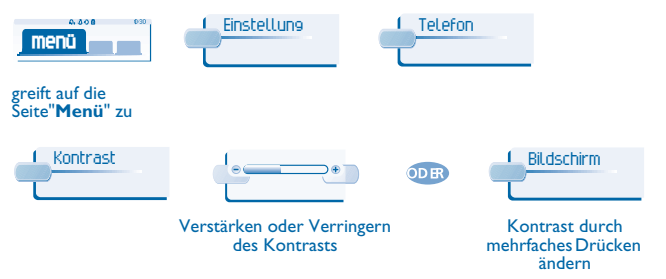 menü
Einstellung
Telefon
greift auf die
Seite"Menü" zu
Kontrast
ODER
Bildschirm
Verstärken oder Verringern
des Kontrasts
Kontrast durch
mehrfaches Drücken
ändern